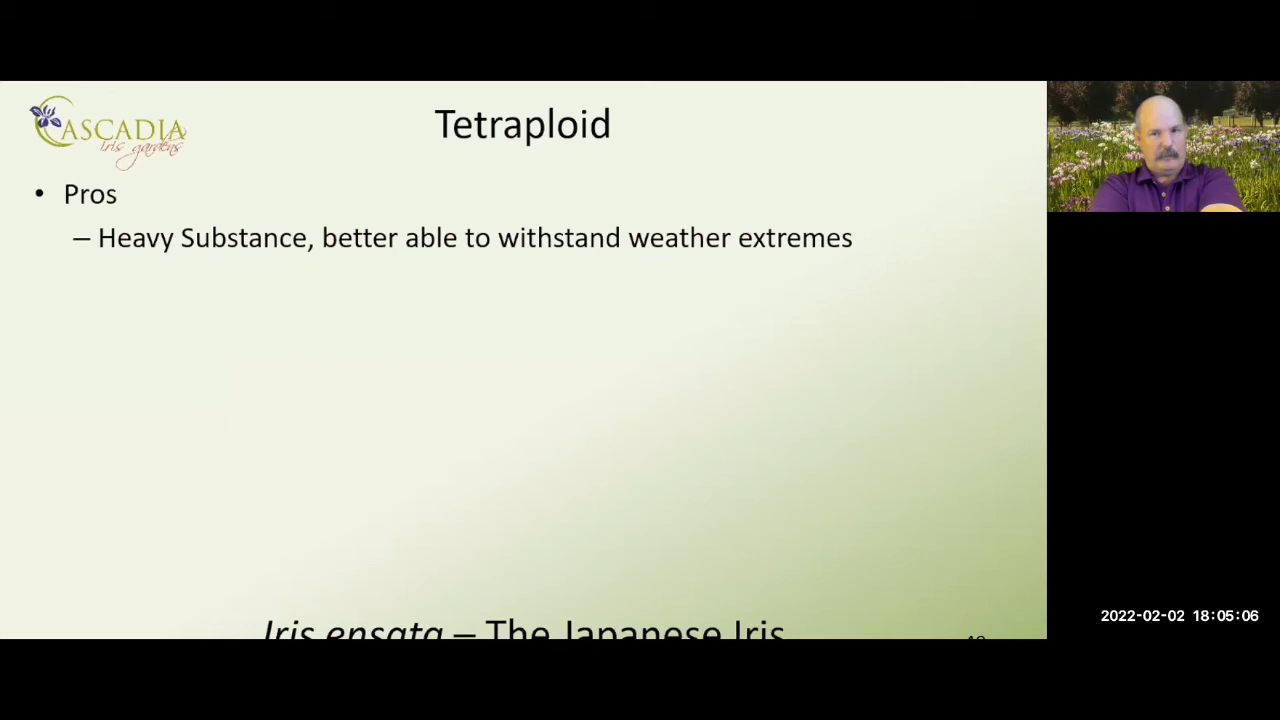 CASCADIA
iris gardens
Tetraploid
• Pros
– Heavy Substance, better able to withstand weather extremes
Iris ensata – The Japanese Iris
2022-02-02 18:05:06